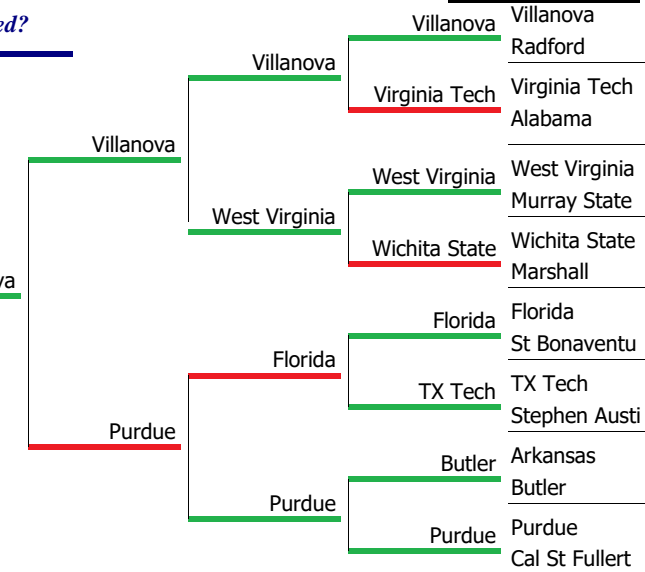 Villanova
Villanova
Radford
ed?
Villanova
Virginia Tech
Virginia Tech
Alabama
Villanova
West Virginia
West Virginia
Murray State
West Virginia
Wichita State
Wichita State
Marshall
va
Florida
Florida
St Bonaventu
Florida
TX Tech
TX Tech
Stephen Austi
Purdue
Butler
Arkansas
Butler
Purdue
Purdue
Purdue
Cal St Fullert